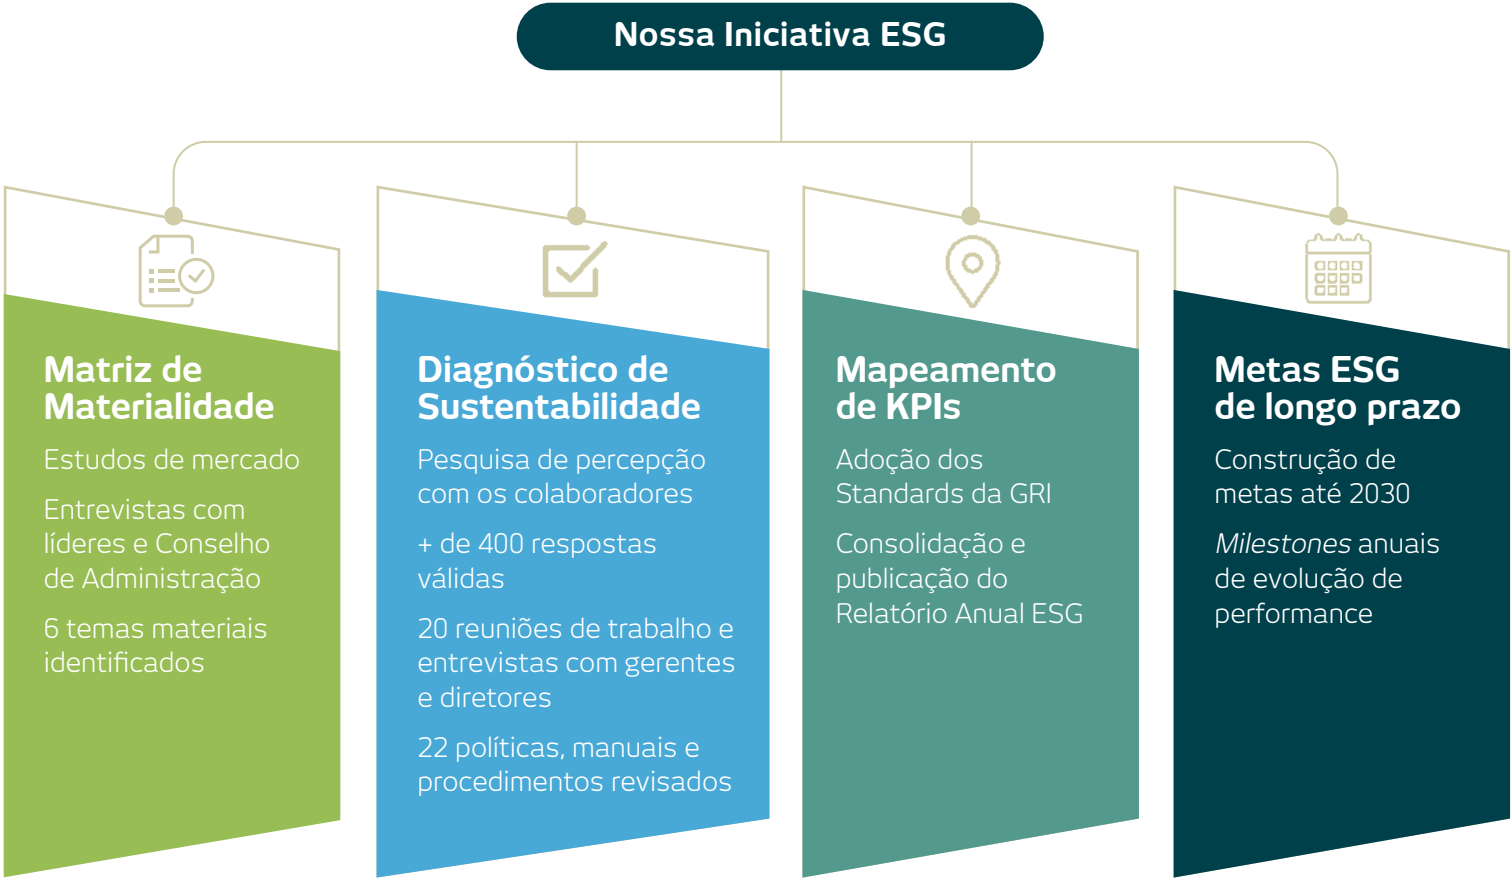 Nossa Iniciativa ESG
Matriz de
Materialidade
Estudos de mercado
Entrevistas com
líderes e Conselho
de Administração
6 temas materiais
identificados
Diagnóstico de
Sustentabilidade
Pesquisa de percepção
com os colaboradores
+ de 400 respostas
válidas
20 reuniões de trabalho e
entrevistas com gerentes
e diretores
22 políticas, manuais e
procedimentos revisados
Mapeamento
de KPIs
Adoção dos
Standards da GRI
Consolidação e
publicação do
Relatório Anual ESG
Metas ESG
de longo prazo
Construção de
metas até 2030
Milestones anuais
de evolução de
performance